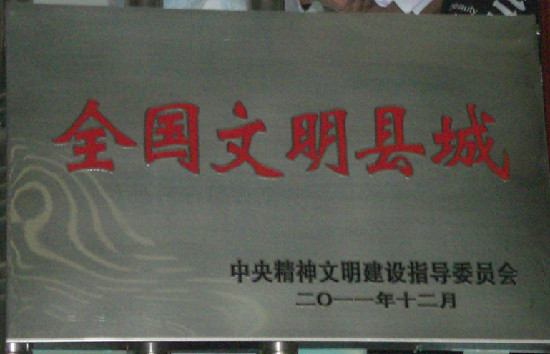 全国文明县城
中央精神文明建设指导委员会
二〇一一年十二月